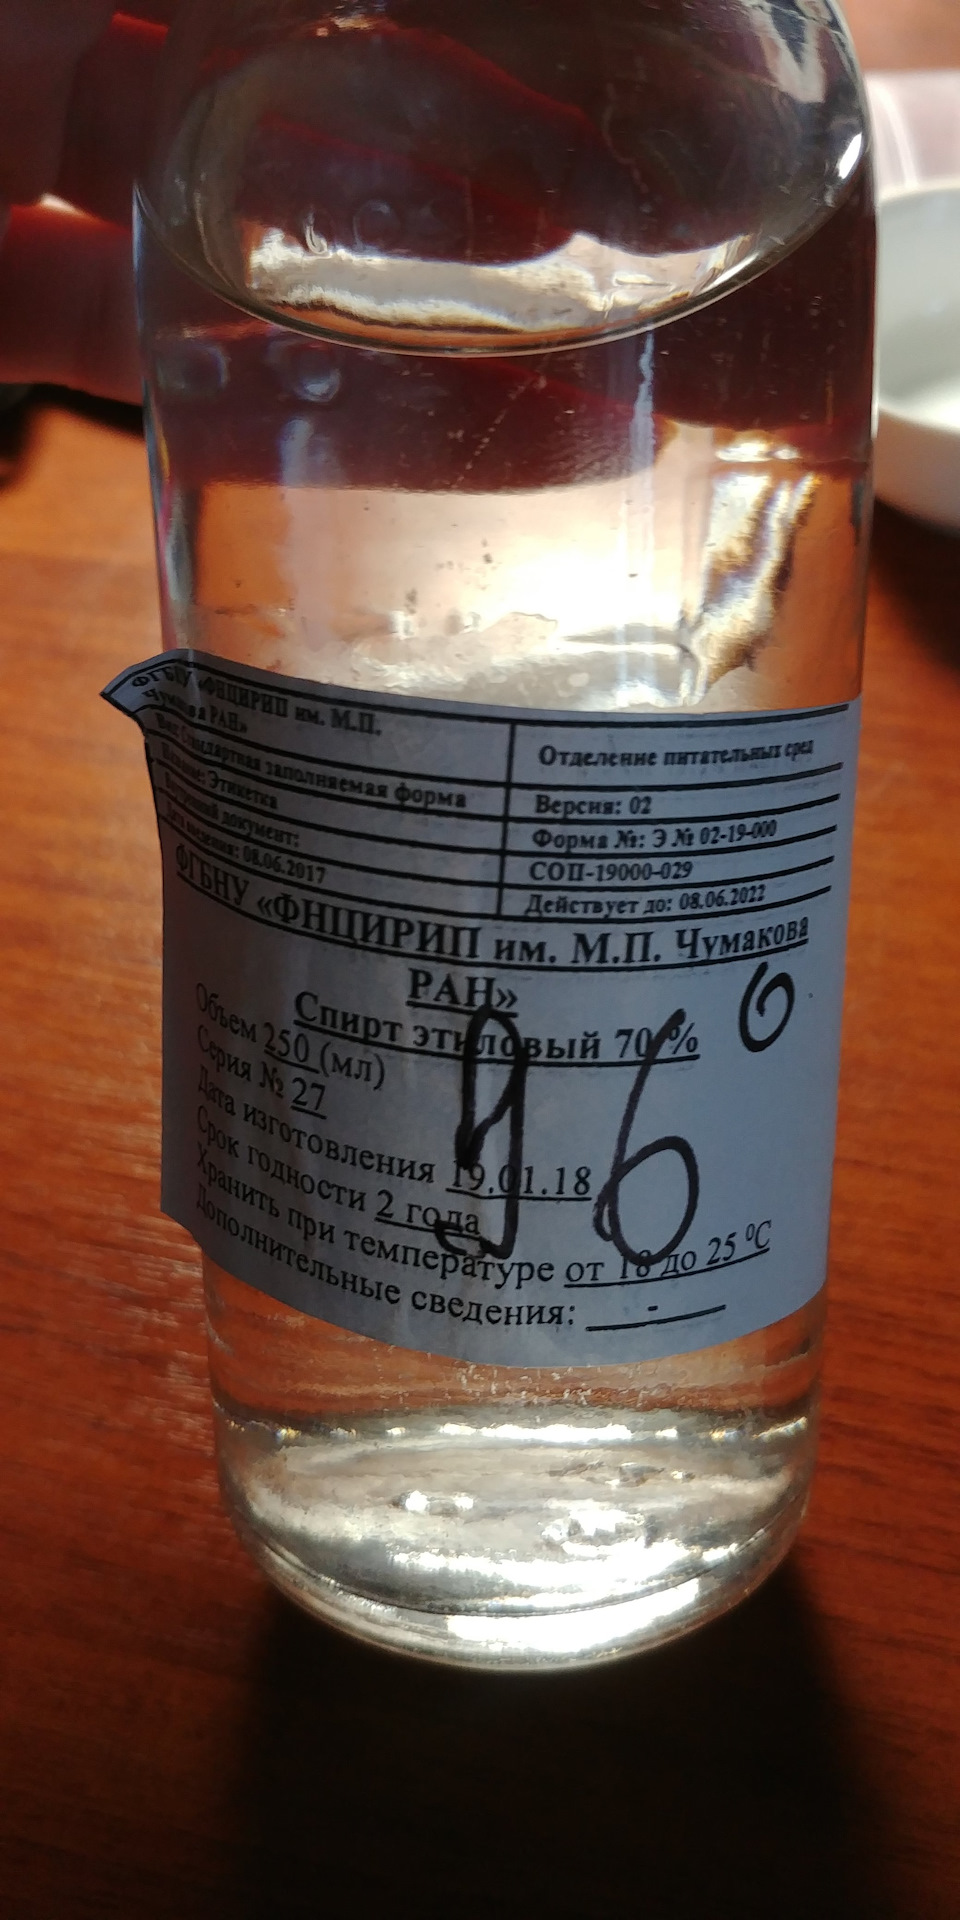 ФГБНУ «ФНЦИРИП им. М.П.
Чумакова РАН»
Отделение питательных сред
Вид: Стандартная заполняемая форма
Версия: 02
Название: Этикетка
Форма №: Э № 02-19-000
документ:
СОП-19000-029
Дата введения: 08.06.2017
Действует до: 08.06.2022
ФГБНУ «ФНЦИРИП им. М.П. Чумакова
РАН»
Спирт этиловый 70 %
96°
Объем 250 (мл)
Серия № 27
Дата изготовления 19.01.18
Срок годности 2 года
Хранить при температуре от 18 до 25 ⁰С
Дополнительные сведения: -